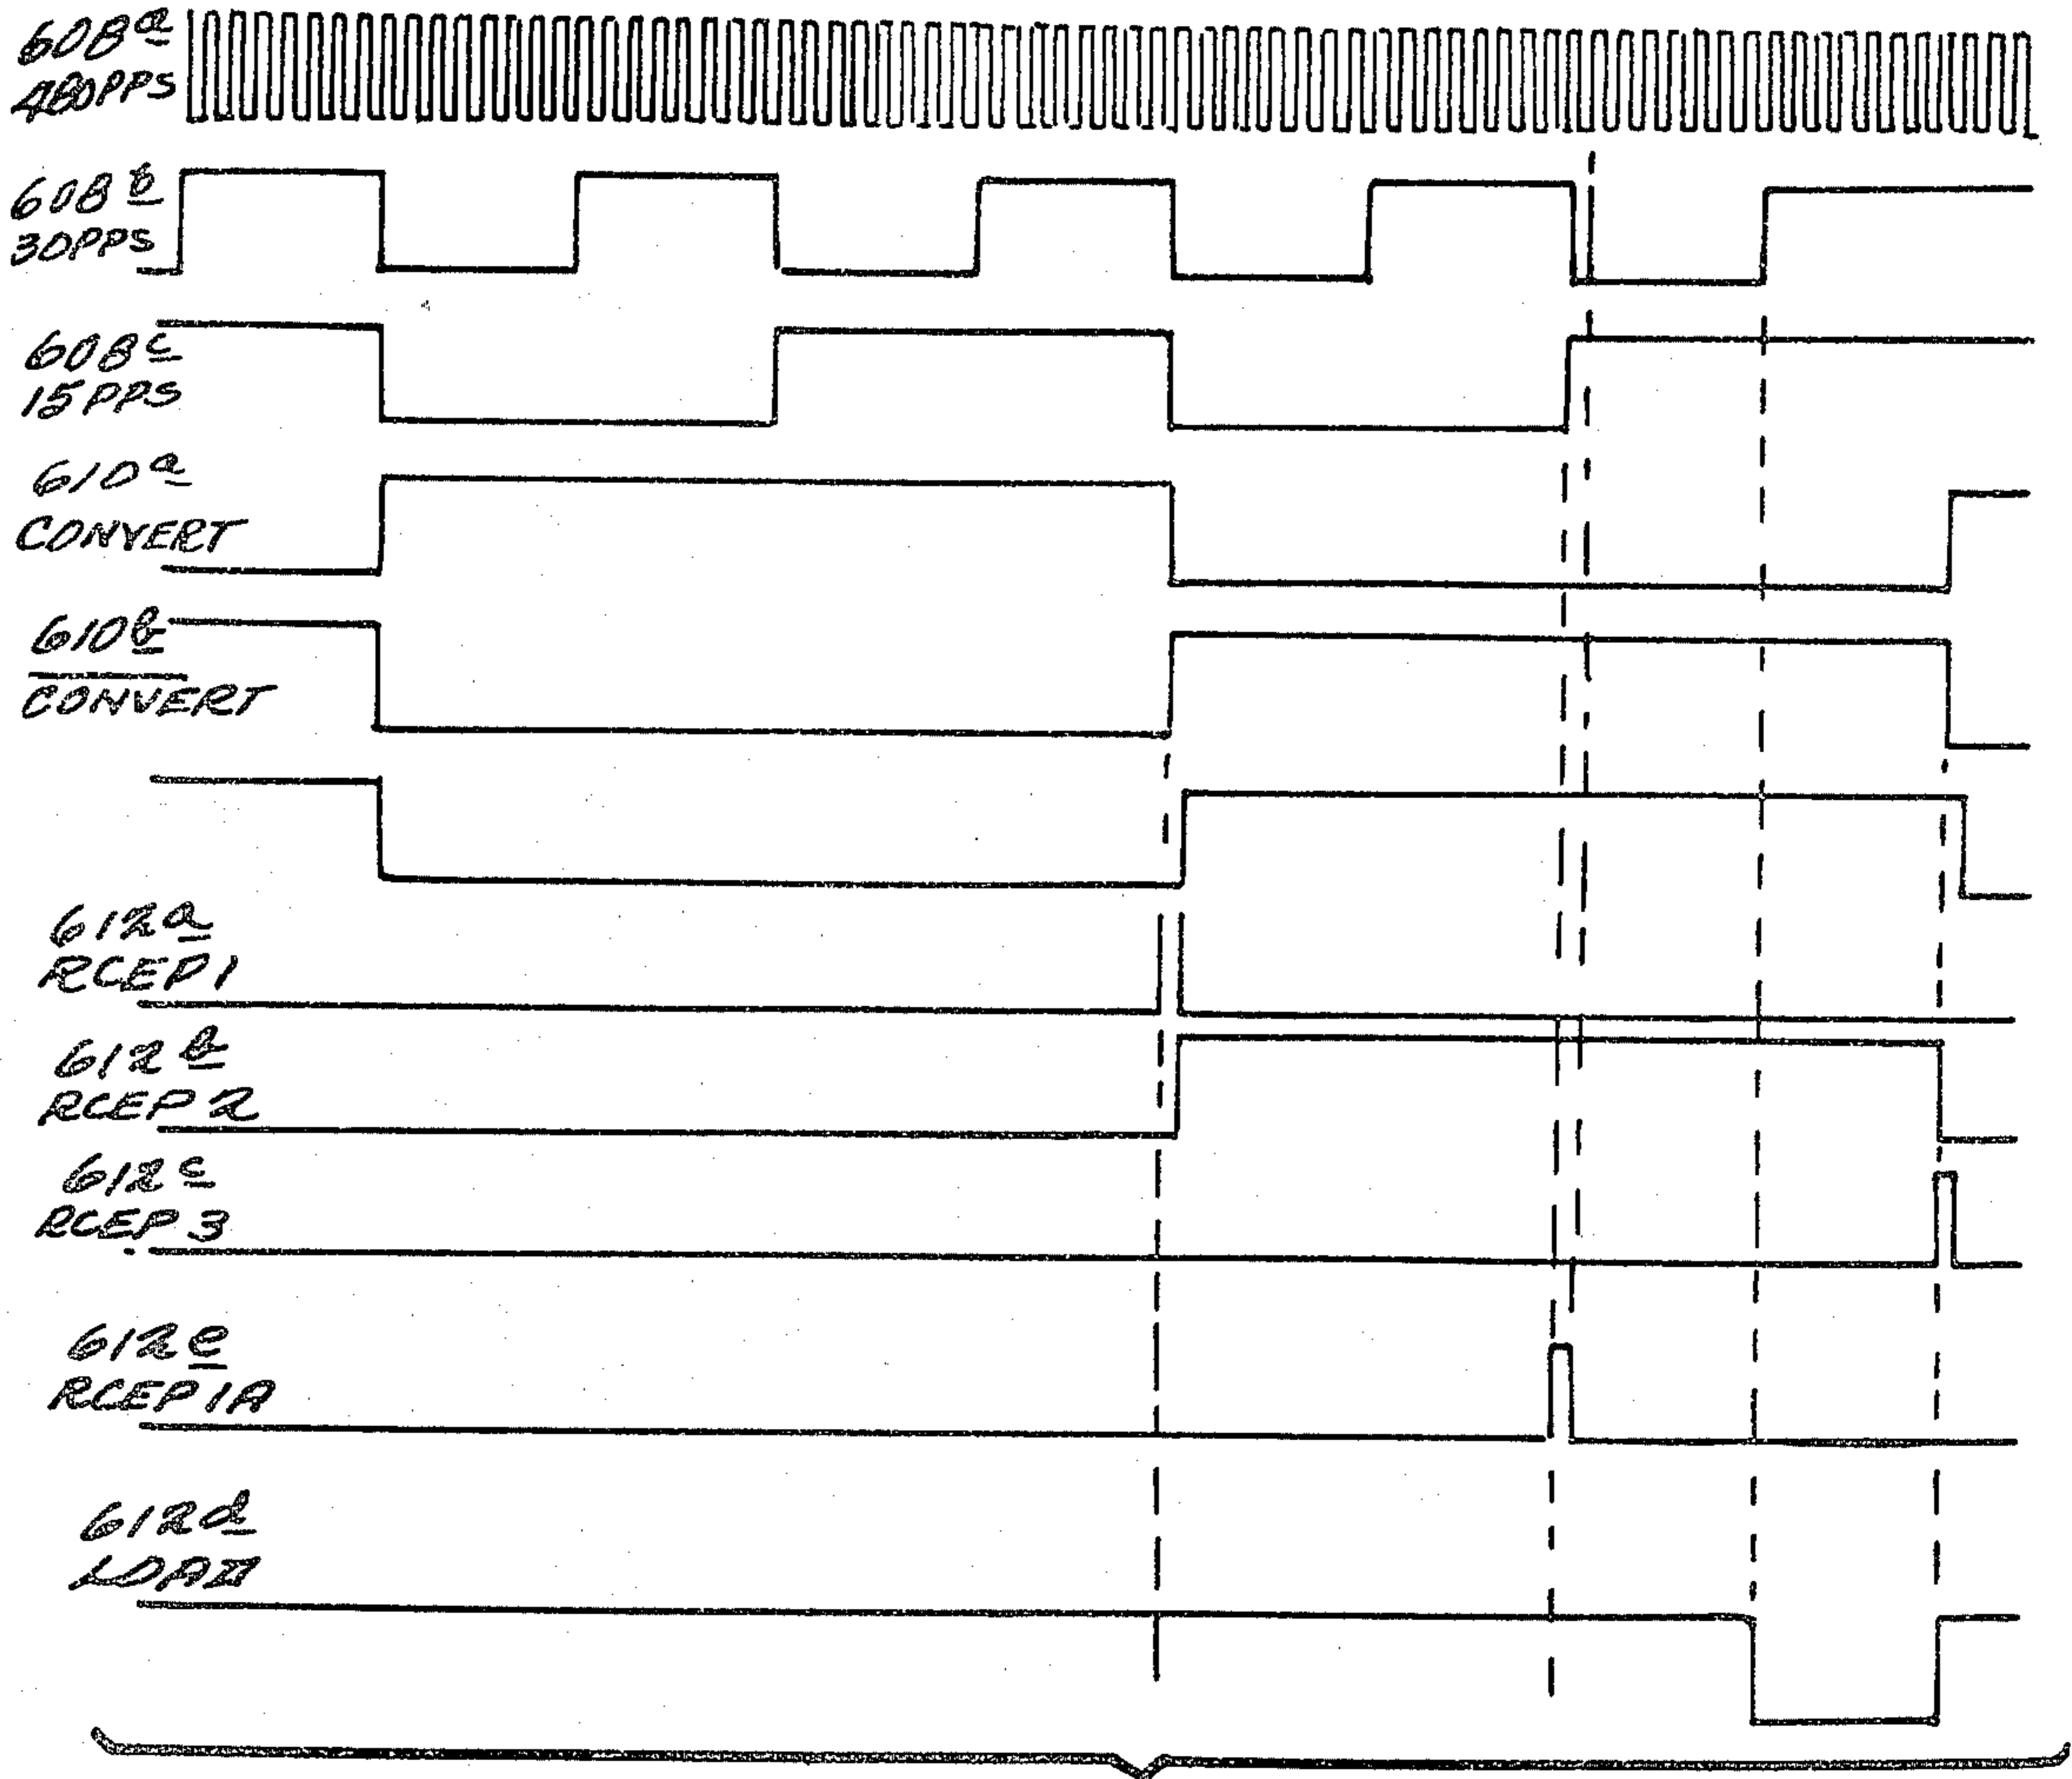 608a
480PPS
608b
30PPS
608c
15PPS
610a
CONVERT
610b
CONVERT
612a
RCEP1
612b
RCEP2
612c
RCEP3
612e
RCEP1A
612d
LOAD